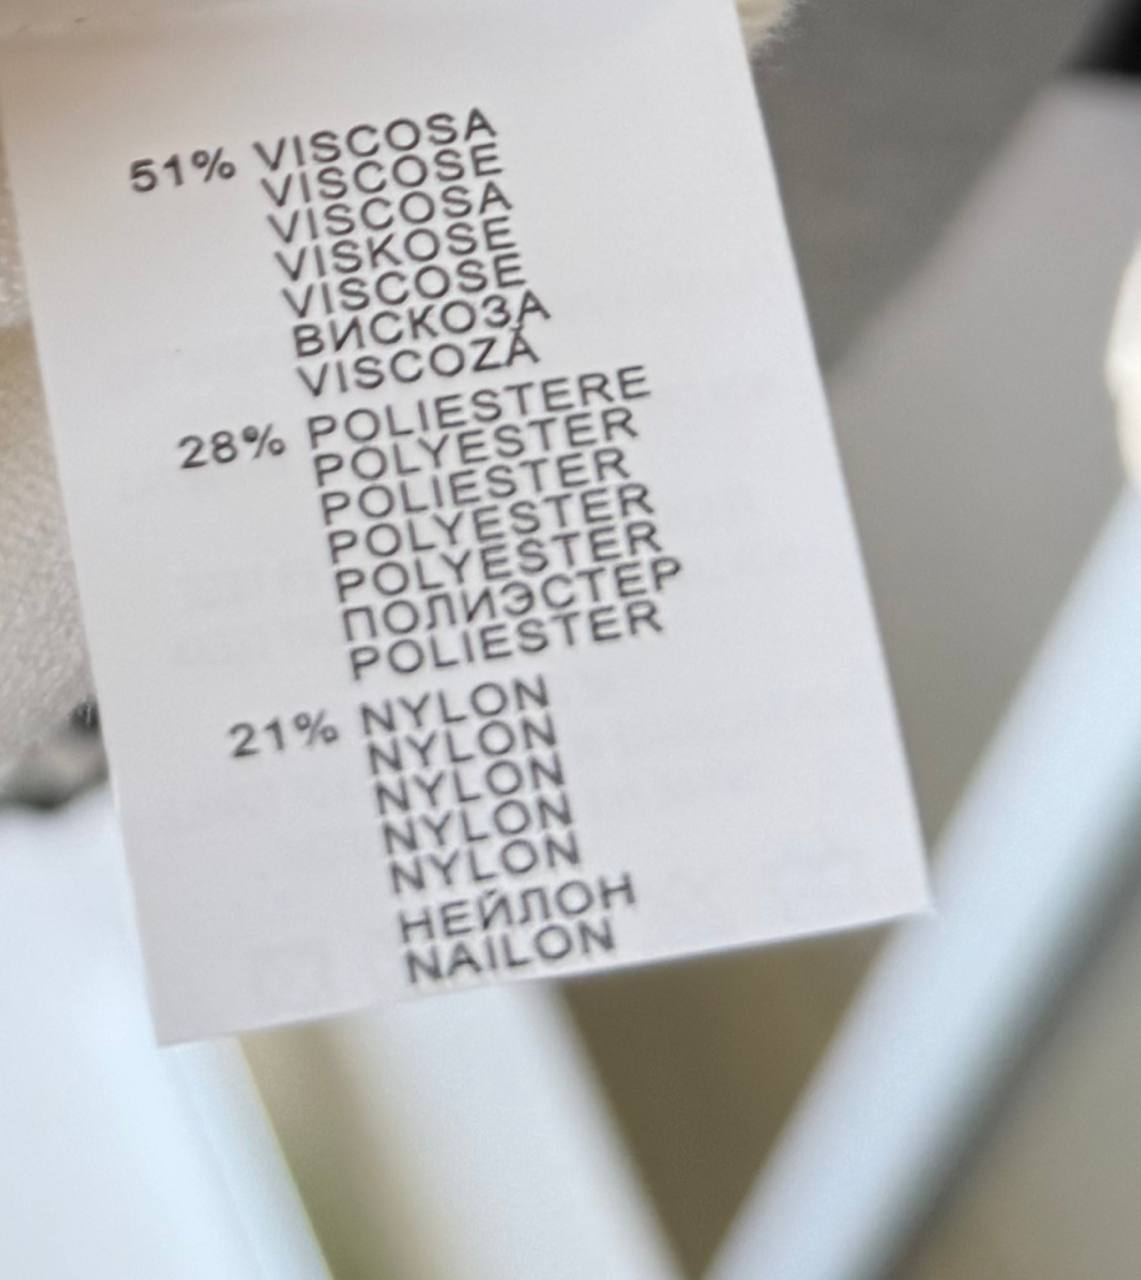 51% VISCOSA
VISCOSE
VISCOSA
VISKOSE
VISCOSE
ВИСКОЗА
VISCOZĂ
28% POLIESTERE
POLYESTER
POLIESTER
POLYESTER
POLYESTER
ПОЛИЭСТЕР
POLIESTER
21% NYLON
NYLON
NYLON
NYLON
NYLON
НЕЙЛОН
NAILON